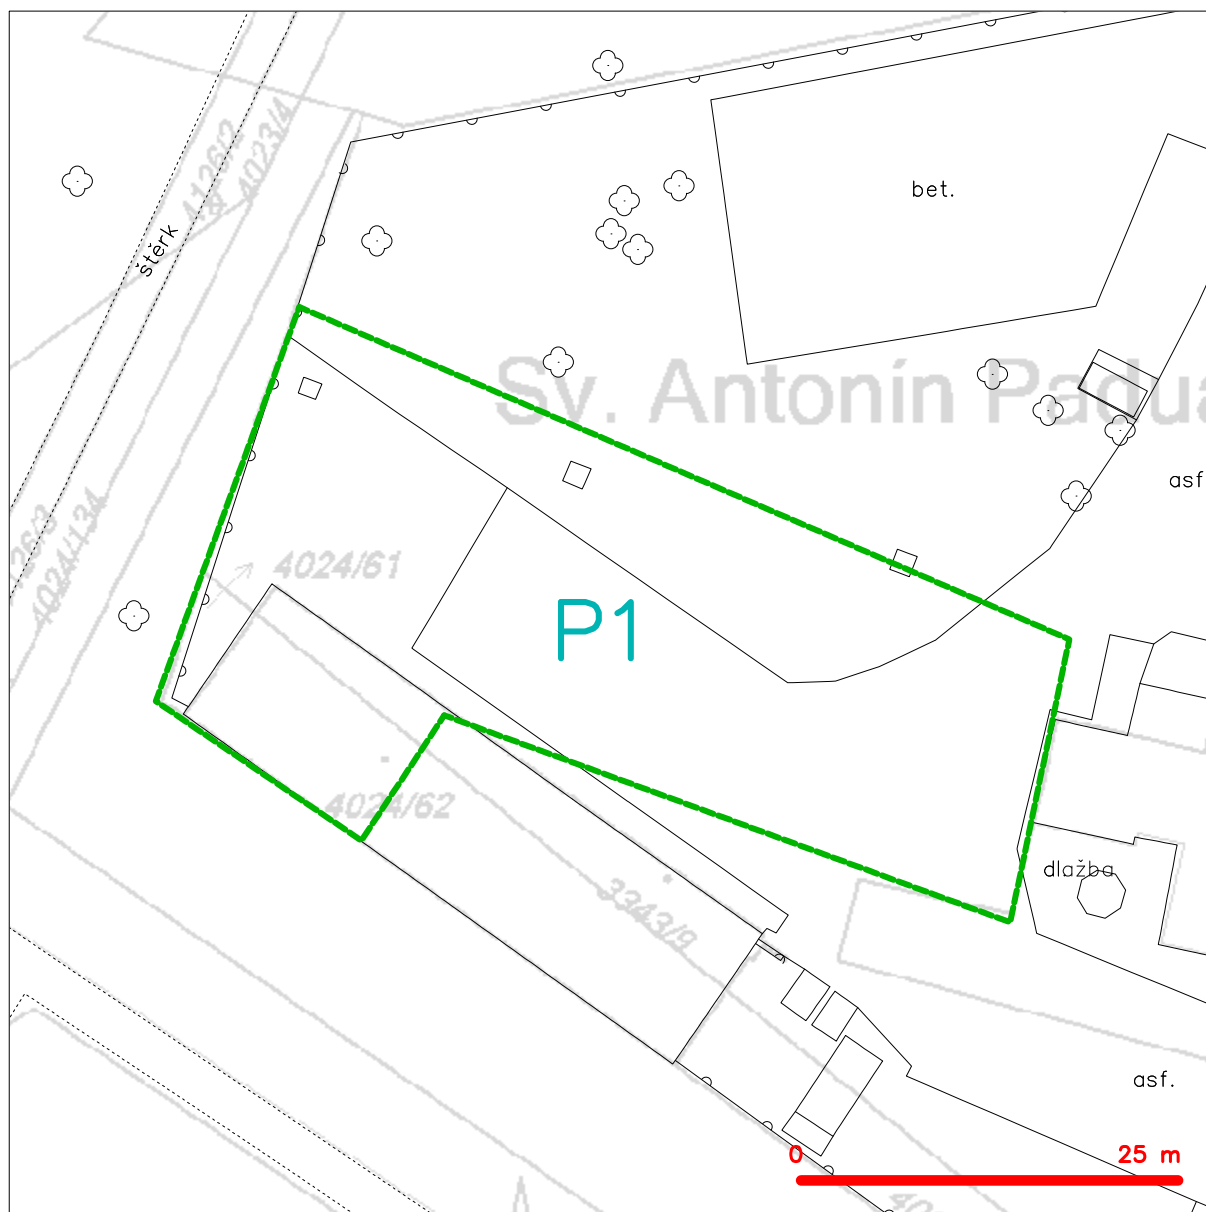 4126/2
4023/4
bet.
štěrk
Sv. Antonín Padua
asf
4126/3
4024/134
4024/61
P1
4024/62
dlažba
3343/9
asf.
0
25 m